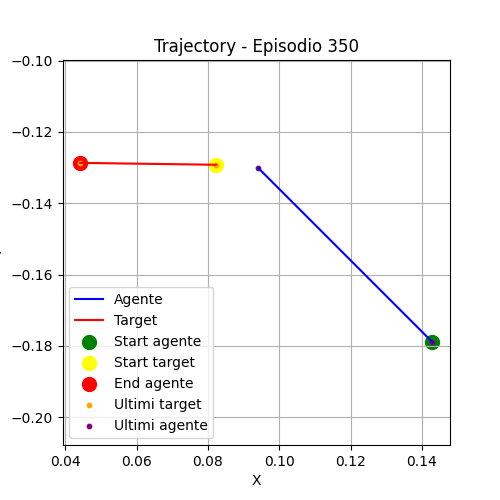 Trajectory - Episodio 350
−0.10
−0.12
−0.14
−0.16
−0.18
−0.20
Agente
Target
Start agente
Start target
End agente
Ultimi target
Ultimi agente
0.04 0.06 0.08 0.10 0.12 0.14
X